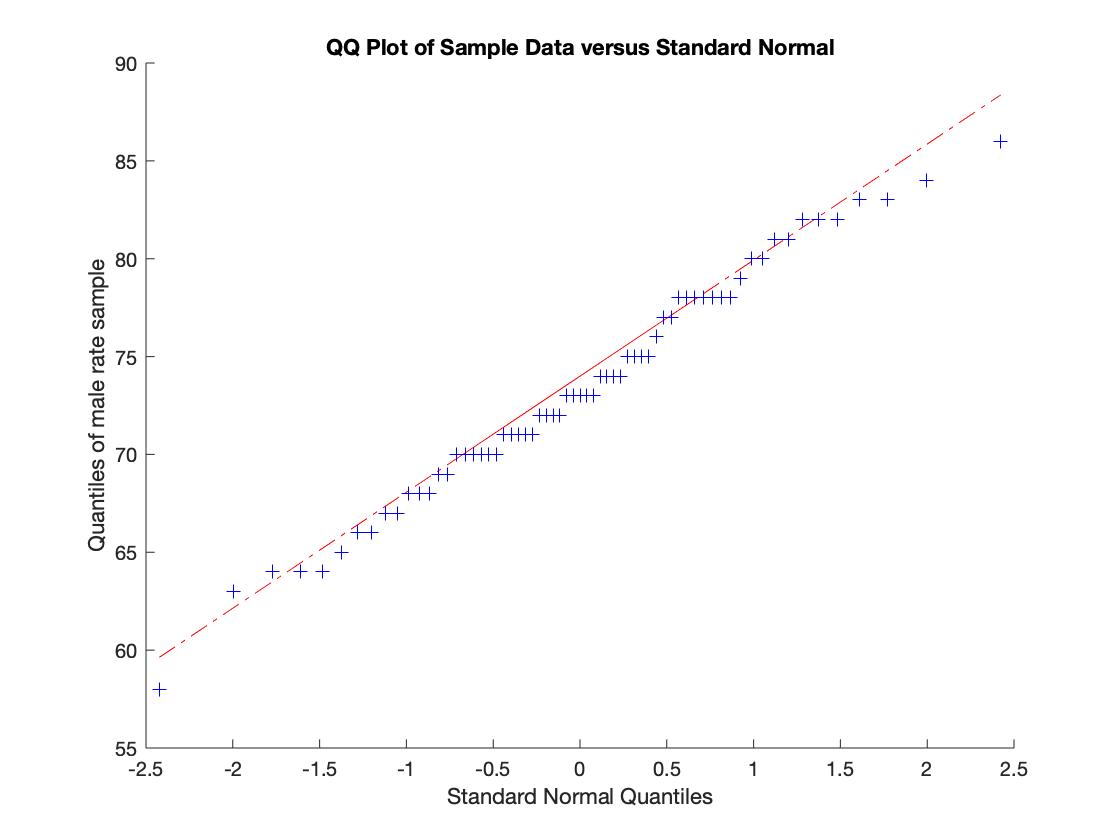 QQ Plot of Sample Data versus Standard Normal
90
85
80
75
70
65
60
55
Quantiles of male rate sample
-2.5 -2 -1.5 -1 -0.5 0 0.5 1 1.5 2 2.5
Standard Normal Quantiles